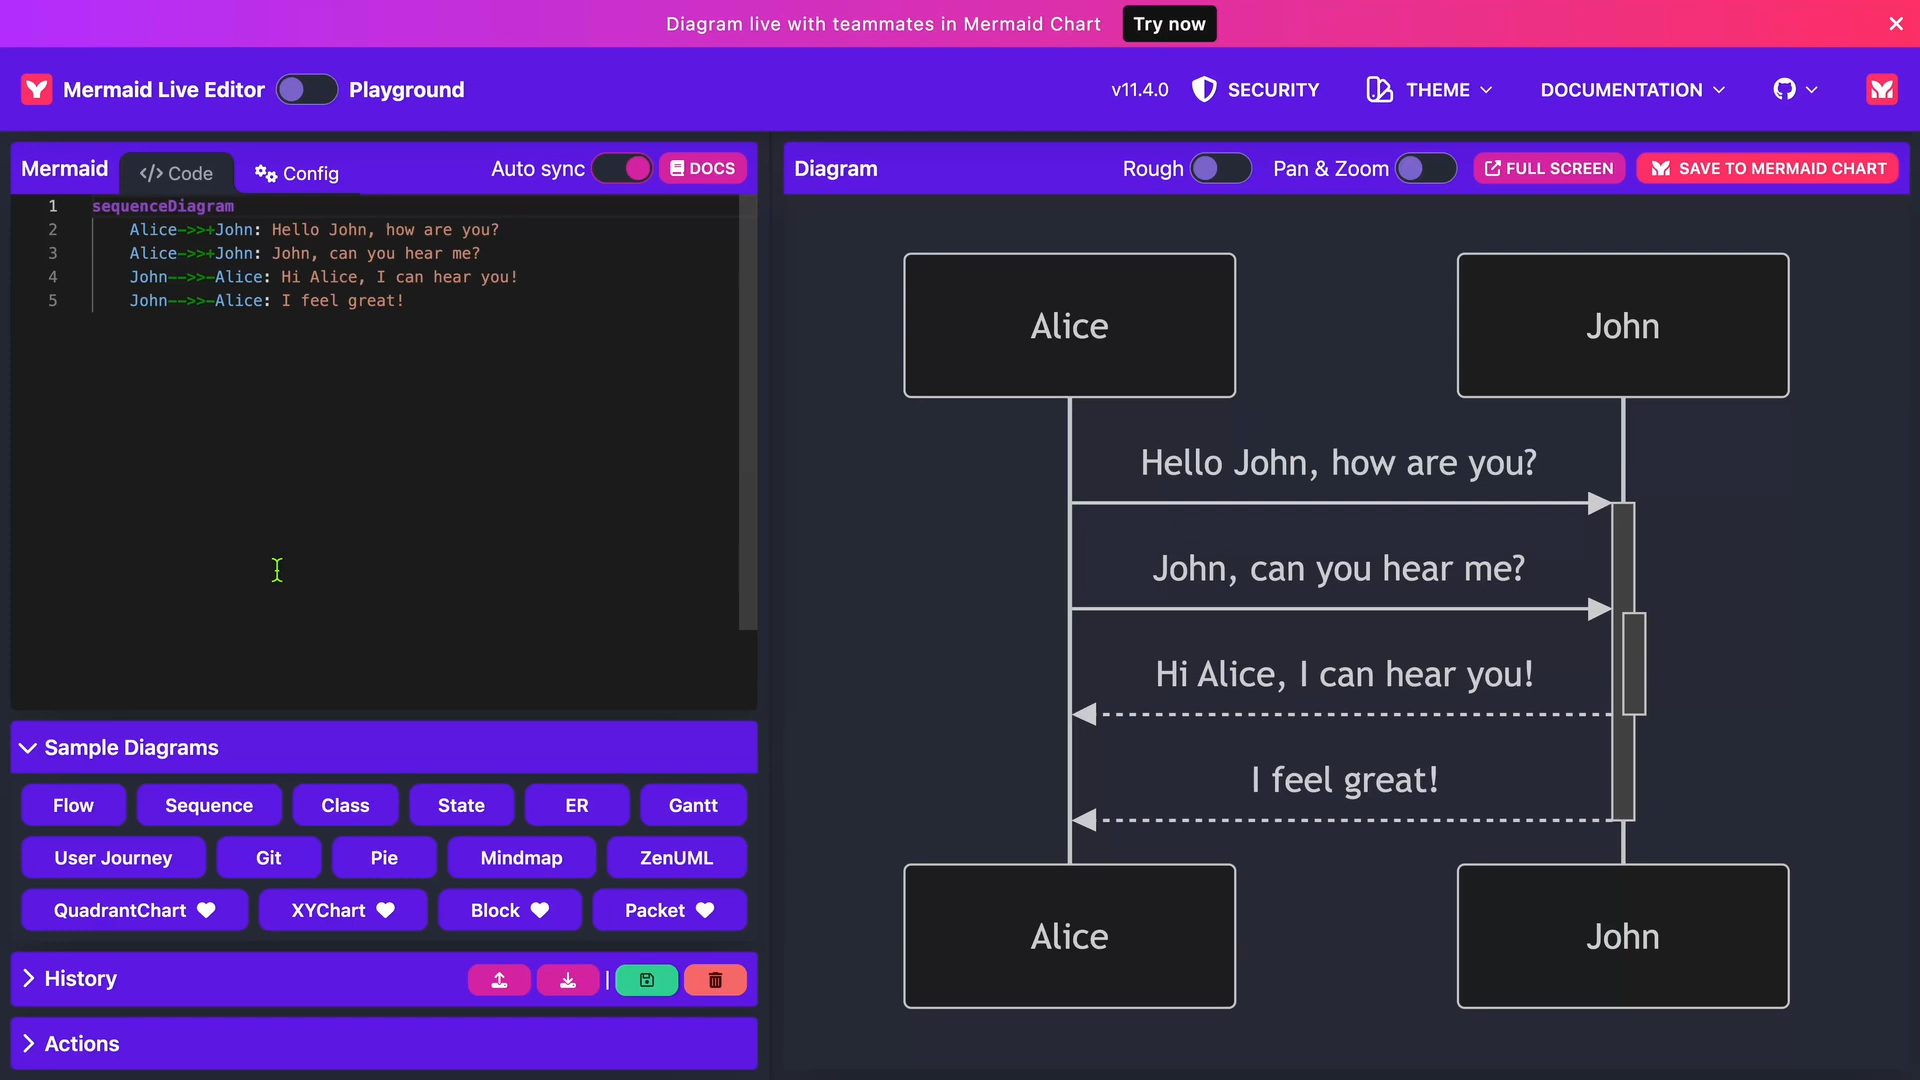 Diagram live with teammates in Mermaid Chart Try now
Mermaid Live Editor Playground v11.4.0 SECURITY THEME DOCUMENTATION
Mermaid Code Config Auto sync DOCS
1 sequenceDiagram
2 Alice->>+John: Hello John, how are you?
3 Alice->>+John: John, can you hear me?
4 John-->>-Alice: Hi Alice, I can hear you!
5 John-->>-Alice: I feel great!
Sample Diagrams
Flow Sequence Class State ER Gantt
User Journey Git Pie Mindmap ZenUML
QuadrantChart XYChart Block Packet
History
Actions
Diagram Rough Pan & Zoom FULL SCREEN SAVE TO MERMAID CHART
Alice John
Hello John, how are you?
John, can you hear me?
Hi Alice, I can hear you!
I feel great!
Alice John